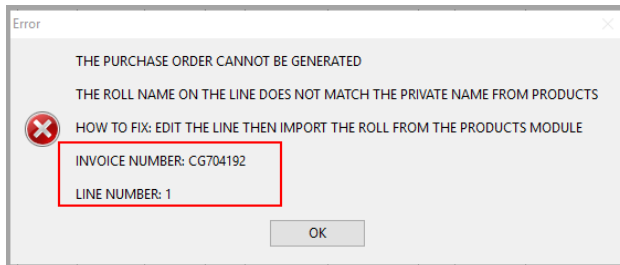 Error
THE PURCHASE ORDER CANNOT BE GENERATED
THE ROLL NAME ON THE LINE DOES NOT MATCH THE PRIVATE NAME FROM PRODUCTS
HOW TO FIX: EDIT THE LINE THEN IMPORT THE ROLL FROM THE PRODUCTS MODULE
INVOICE NUMBER: CG704192
LINE NUMBER: 1
OK